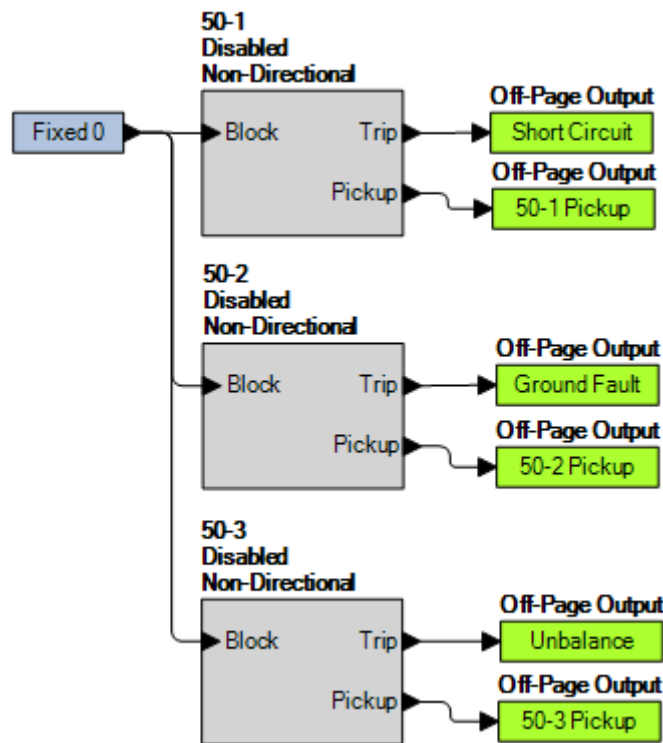 50-1
Disabled
Non-Directional
Off-Page Output
Fixed 0
Block
Trip
Short Circuit
Off-Page Output
Pickup
50-1 Pickup
50-2
Disabled
Non-Directional
Off-Page Output
Block
Trip
Ground Fault
Off-Page Output
Pickup
50-2 Pickup
50-3
Disabled
Non-Directional
Off-Page Output
Block
Trip
Unbalance
Off-Page Output
Pickup
50-3 Pickup